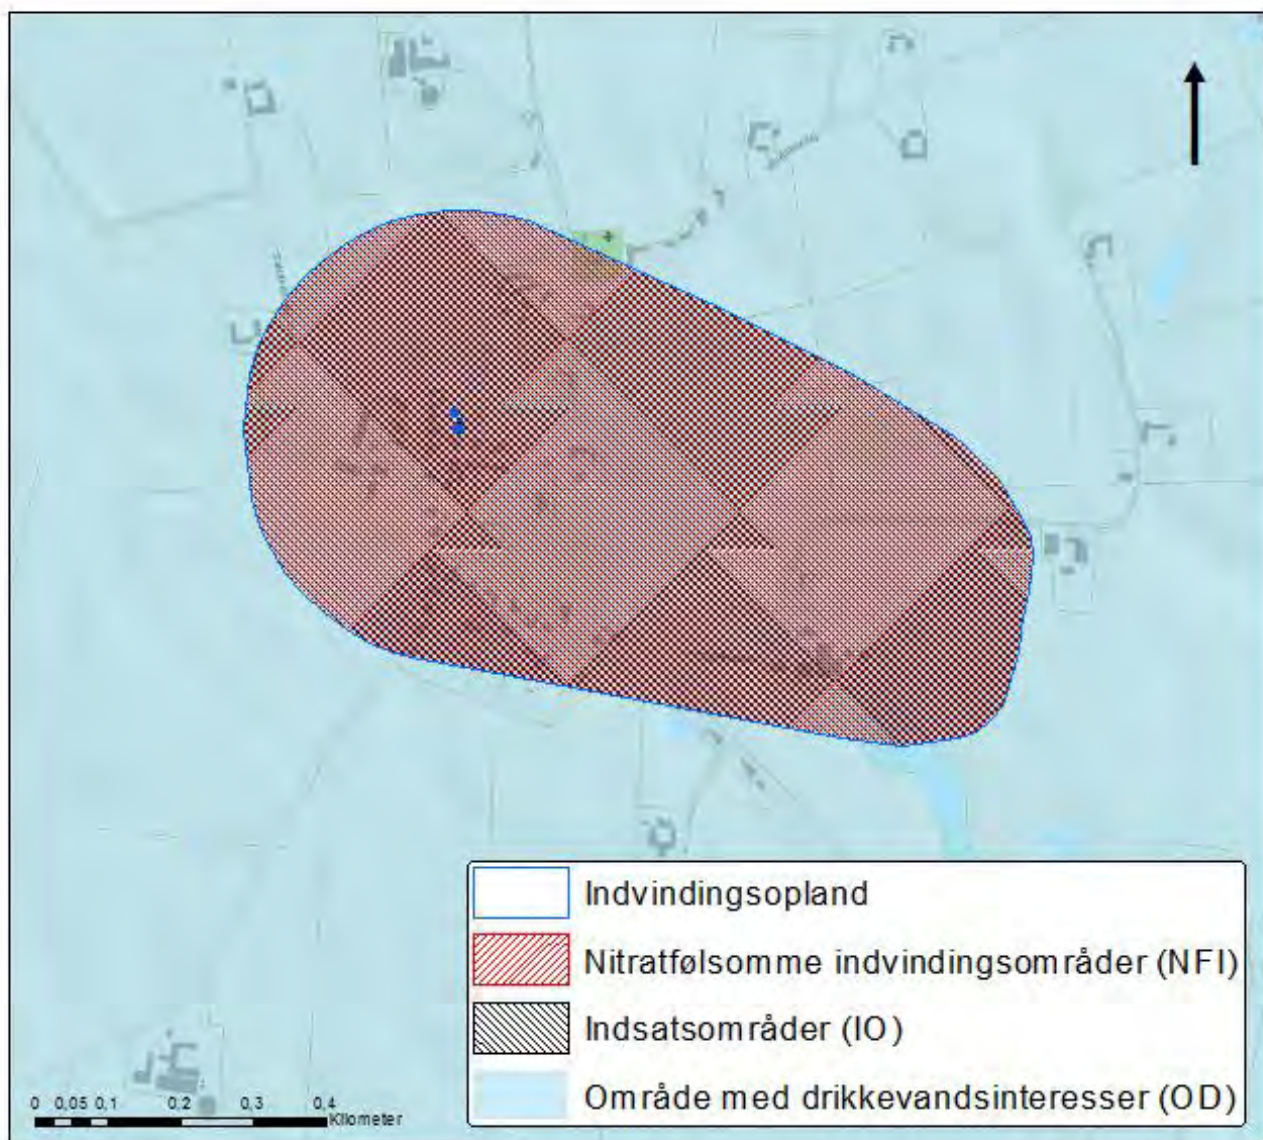 Indvindingsopland
Nitratfølsomme indvindingsområder (NFI)
Indsatsområder (IO)
Område med drikkevandsinteresser (OD)
0 0,05 0,1 0,2 0,3 0,4
Kilometer